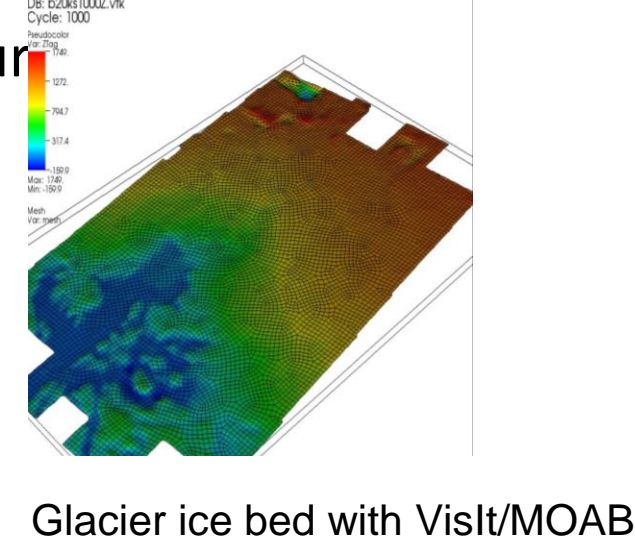 DB: b20ks1000Z.vtk
Cycle: 1000
Pseudocolor
Var: ZTag
1749.
1272.
794.7
317.4
-159.9
Max: 1749.
Min: -159.9
Mesh
Var: mesh
Glacier ice bed with VisIt/MOAB